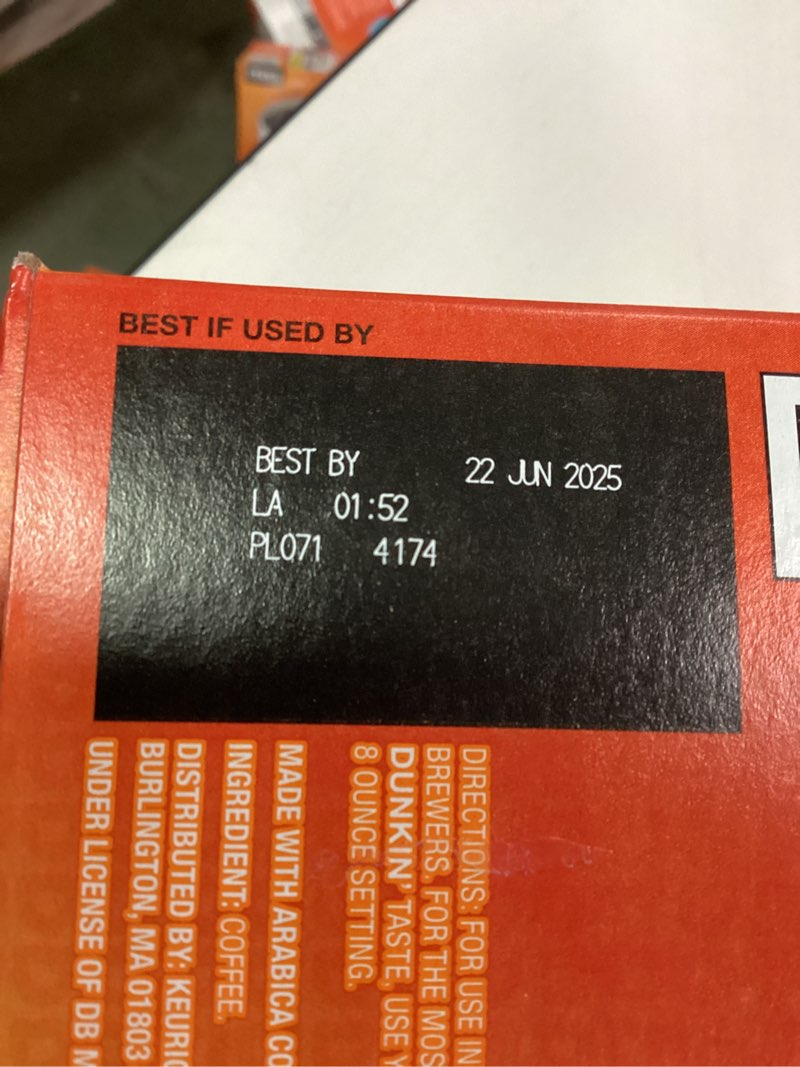 BEST IF USED BY
BEST BY 22 JUN 2025
LA 01:52
PL071 4174
DIRECTIONS: FOR USE IN
BREWERS. FOR THE MOS
DUNKIN' TASTE, USE Y
8 OUNCE SETTING.
MADE WITH ARABICA CO
INGREDIENT: COFFEE.
DISTRIBUTED BY: KEURIG
BURLINGTON, MA 01803
UNDER LICENSE OF DB M